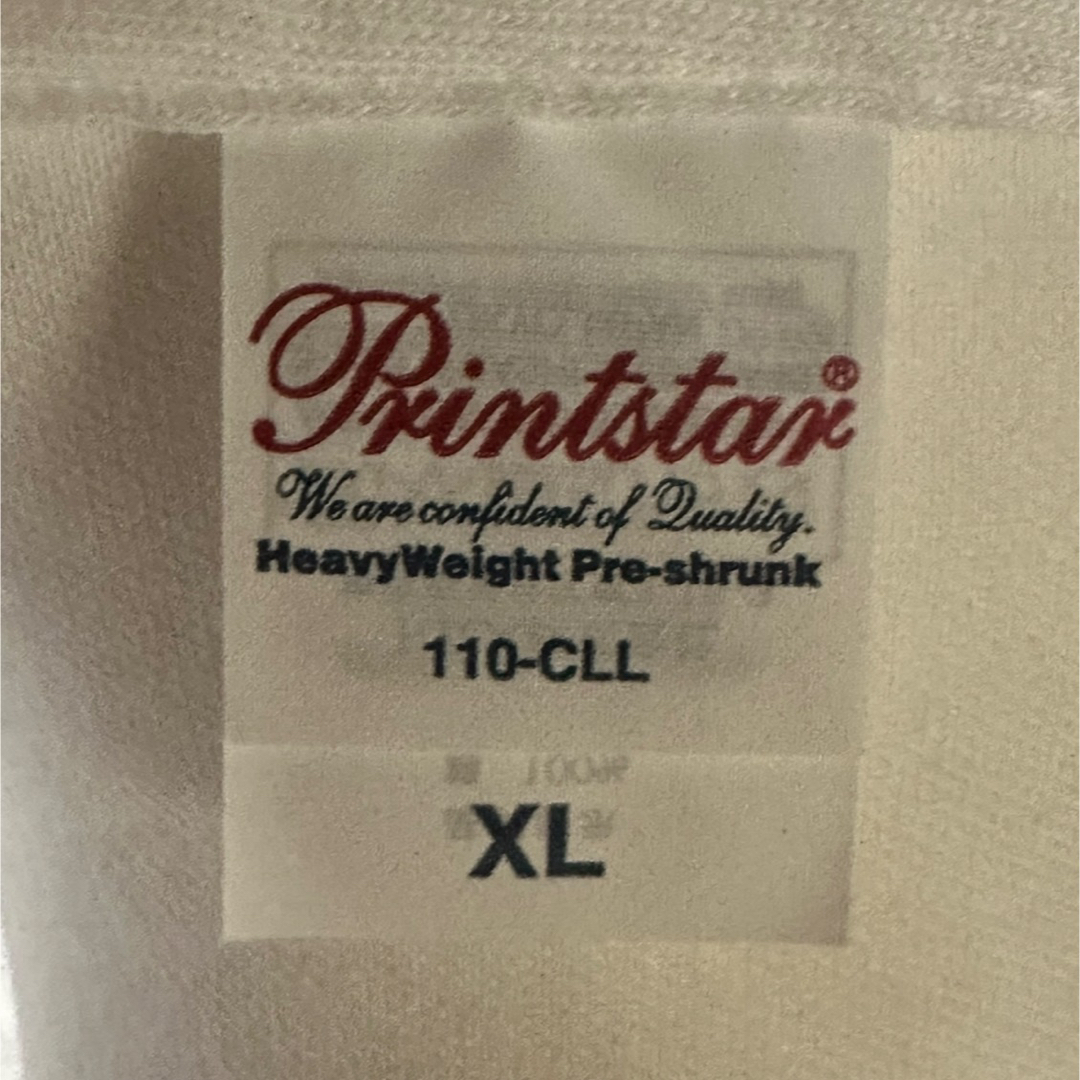 Printstar®
We are confident of Quality.
HeavyWeight Pre-shrunk
110-CLL
XL